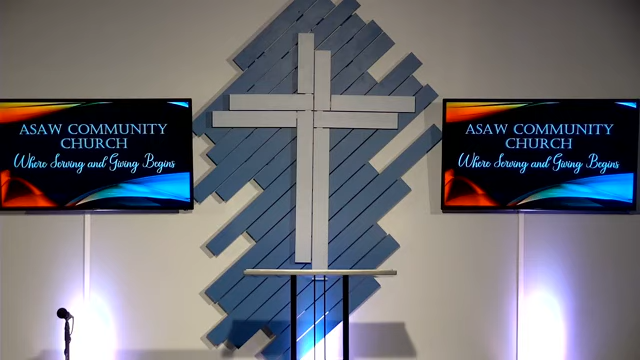 ASAW COMMUNITY
CHURCH
Where Serving and Giving Begins
ASAW COMMUNITY
CHURCH
Where Serving and Giving Begins